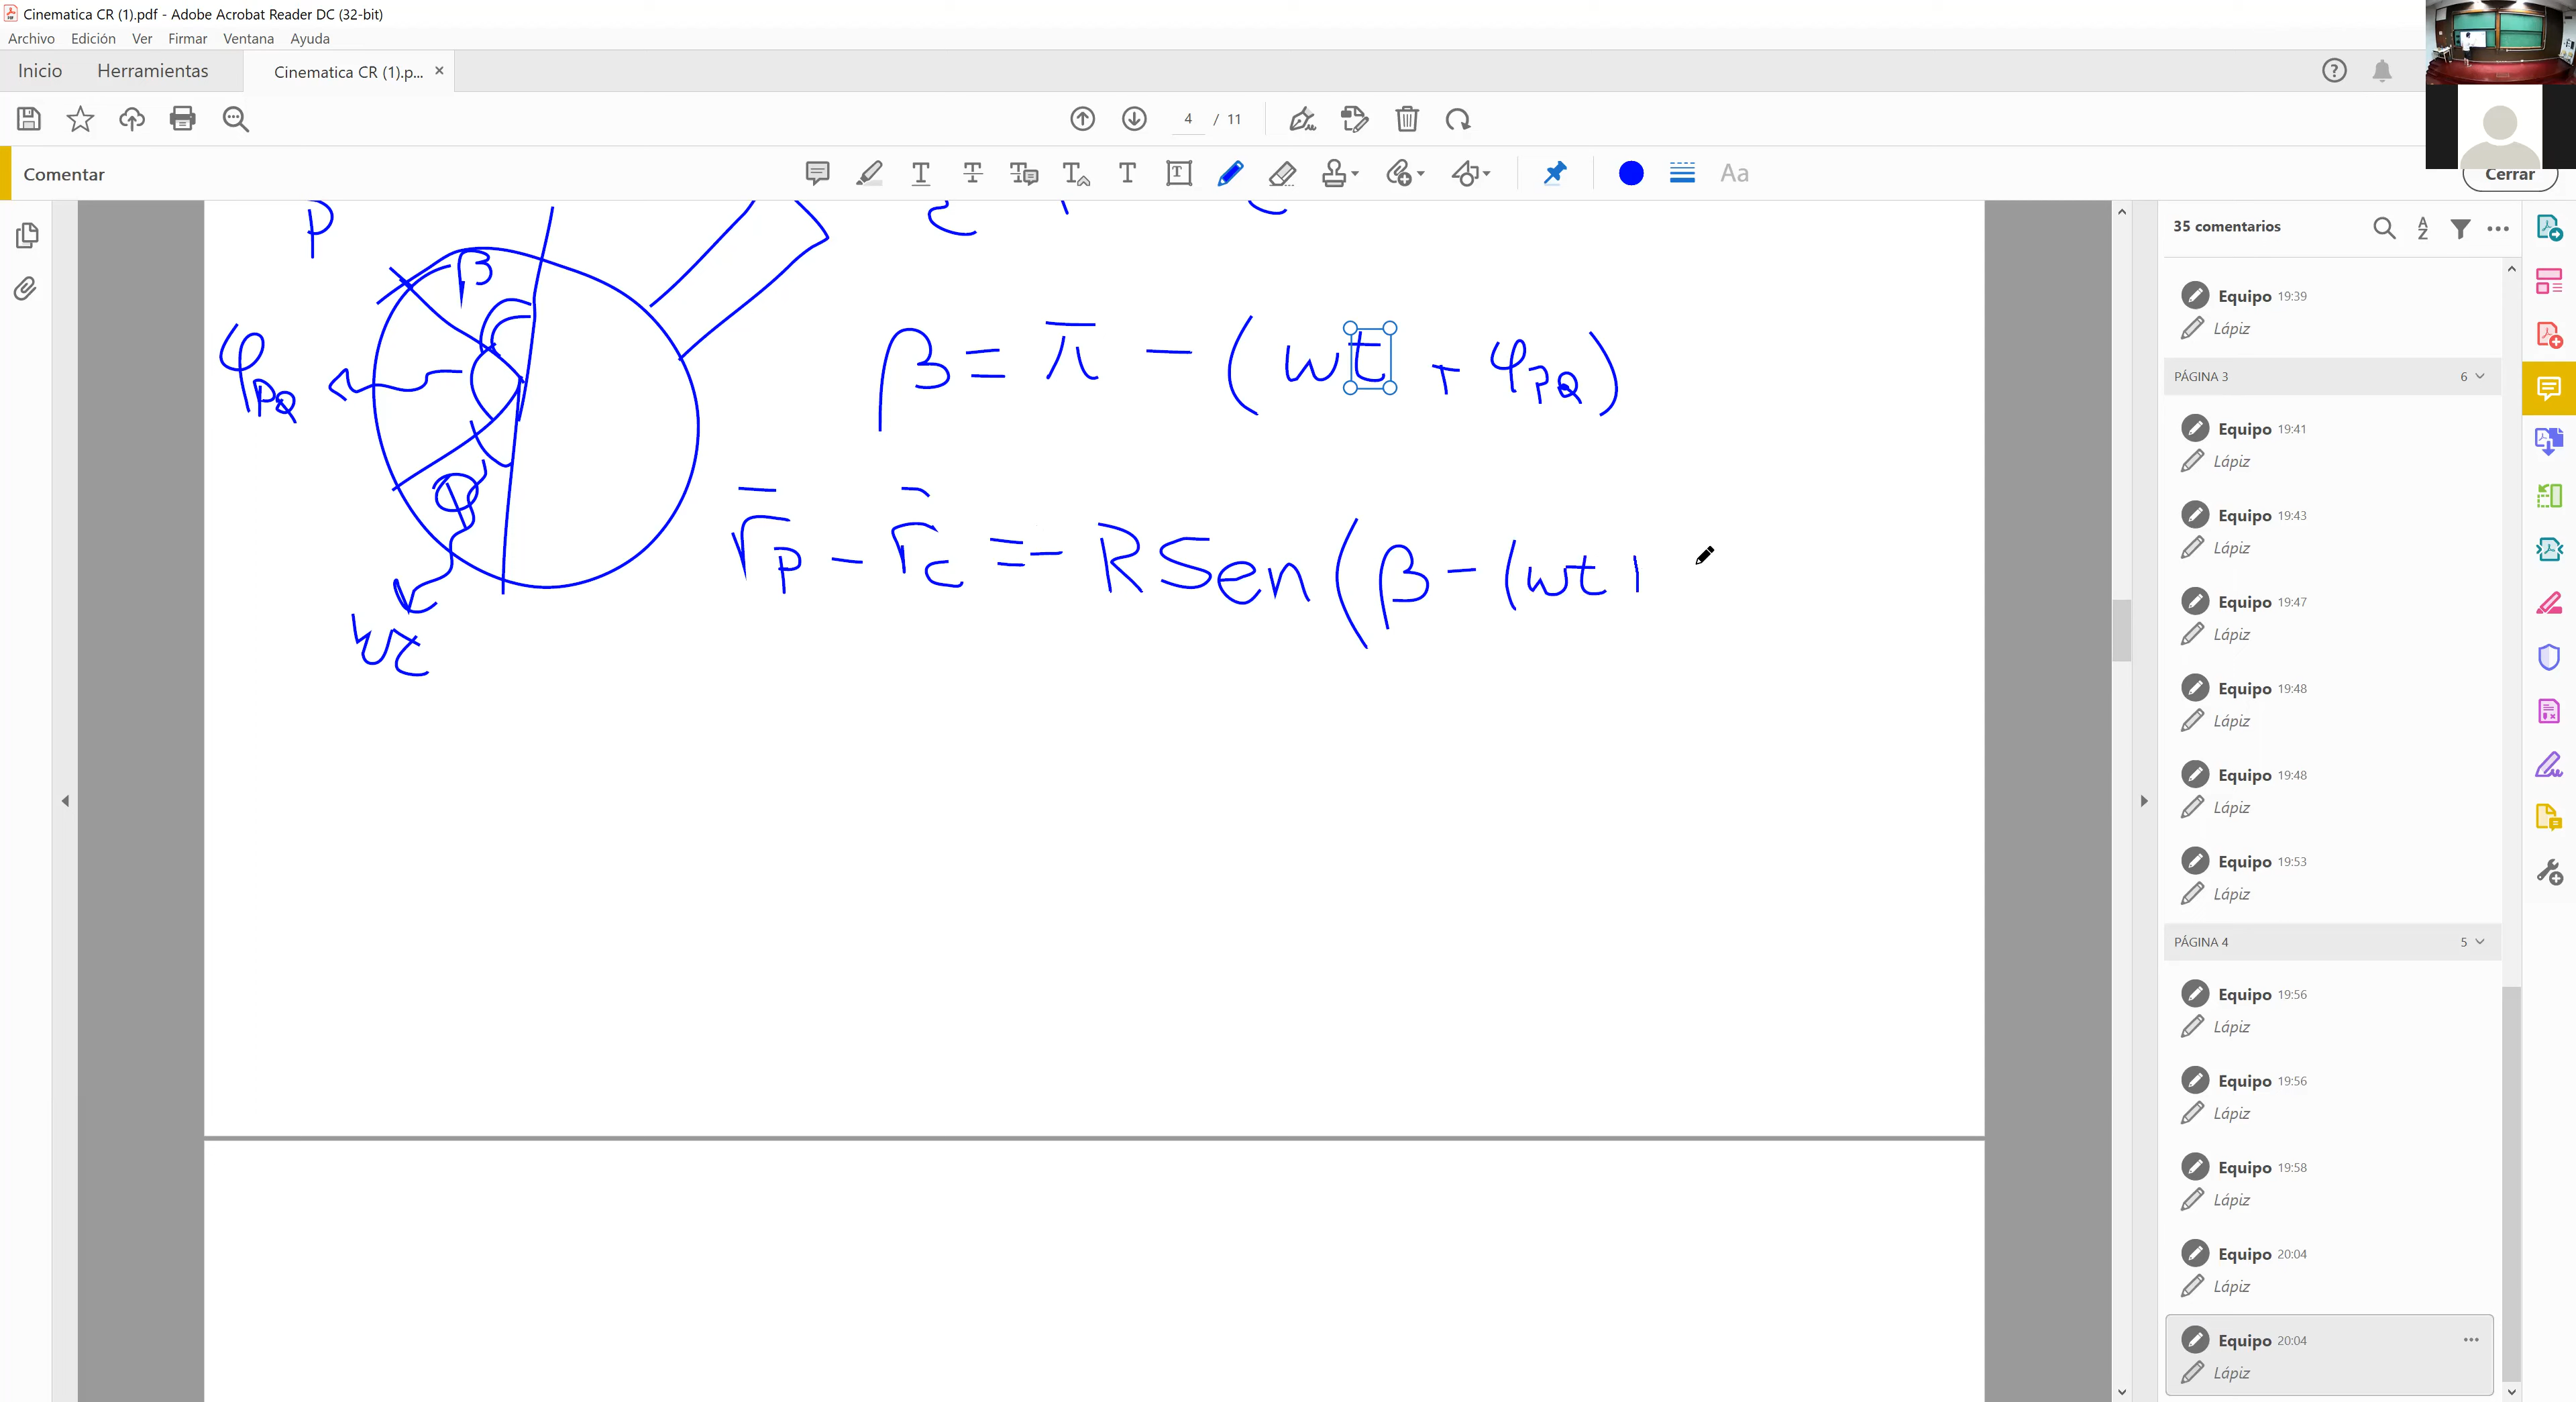 Cinematica CR (1).pdf - Adobe Acrobat Reader DC (32-bit)
Archivo Edición Ver Firmar Ventana Ayuda
Inicio Herramientas Cinematica CR (1).p... ×
4 / 11
Comentar
Aa
Cerrar
P
β
φPQ
φ
wt
β = π − (wt + φPQ)
r̄P − r̄C = − R Sen (β − (wt
35 comentarios
Equipo 19:39
Lápiz
PÁGINA 3 6
Equipo 19:41
Lápiz
Equipo 19:43
Lápiz
Equipo 19:47
Lápiz
Equipo 19:48
Lápiz
Equipo 19:48
Lápiz
Equipo 19:53
Lápiz
PÁGINA 4 5
Equipo 19:56
Lápiz
Equipo 19:56
Lápiz
Equipo 19:58
Lápiz
Equipo 20:04
Lápiz
Equipo 20:04
Lápiz